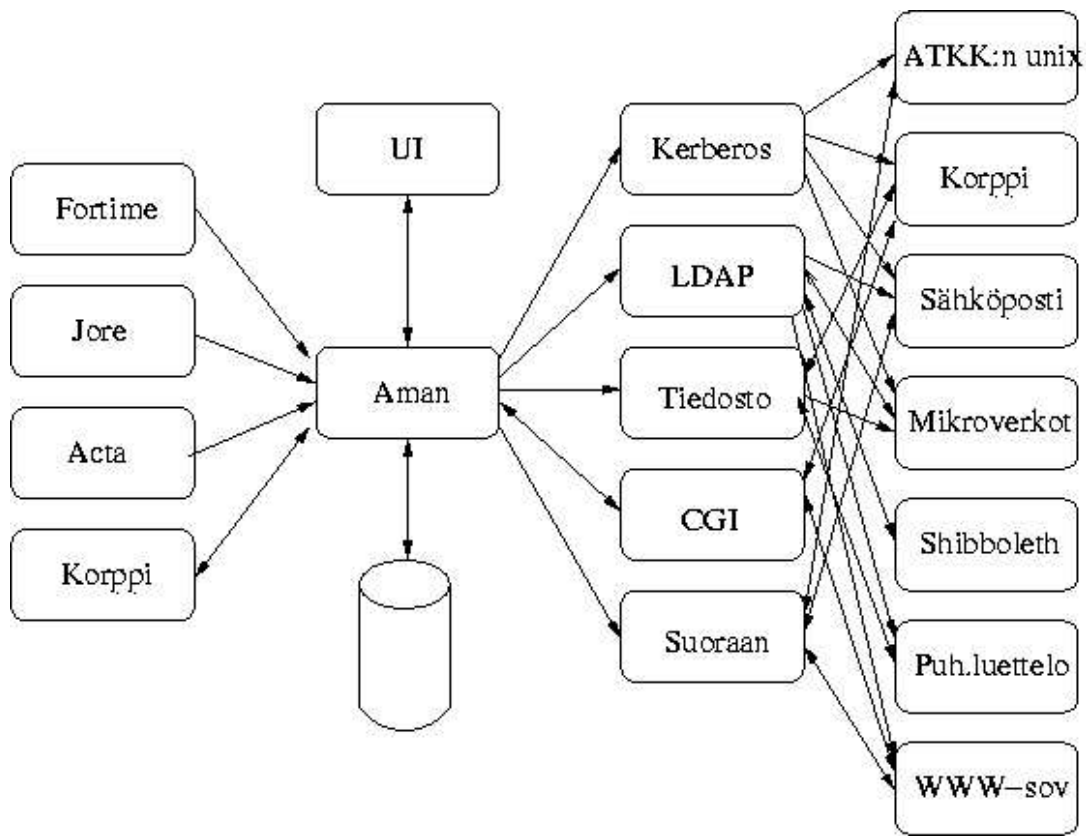 Fortime
Jore
Acta
Korppi
UI
Aman
Kerberos
LDAP
Tiedosto
CGI
Suoraan
ATKK:n unix
Korppi
Sähköposti
Mikroverkot
Shibboleth
Puh.luettelo
WWW–sov